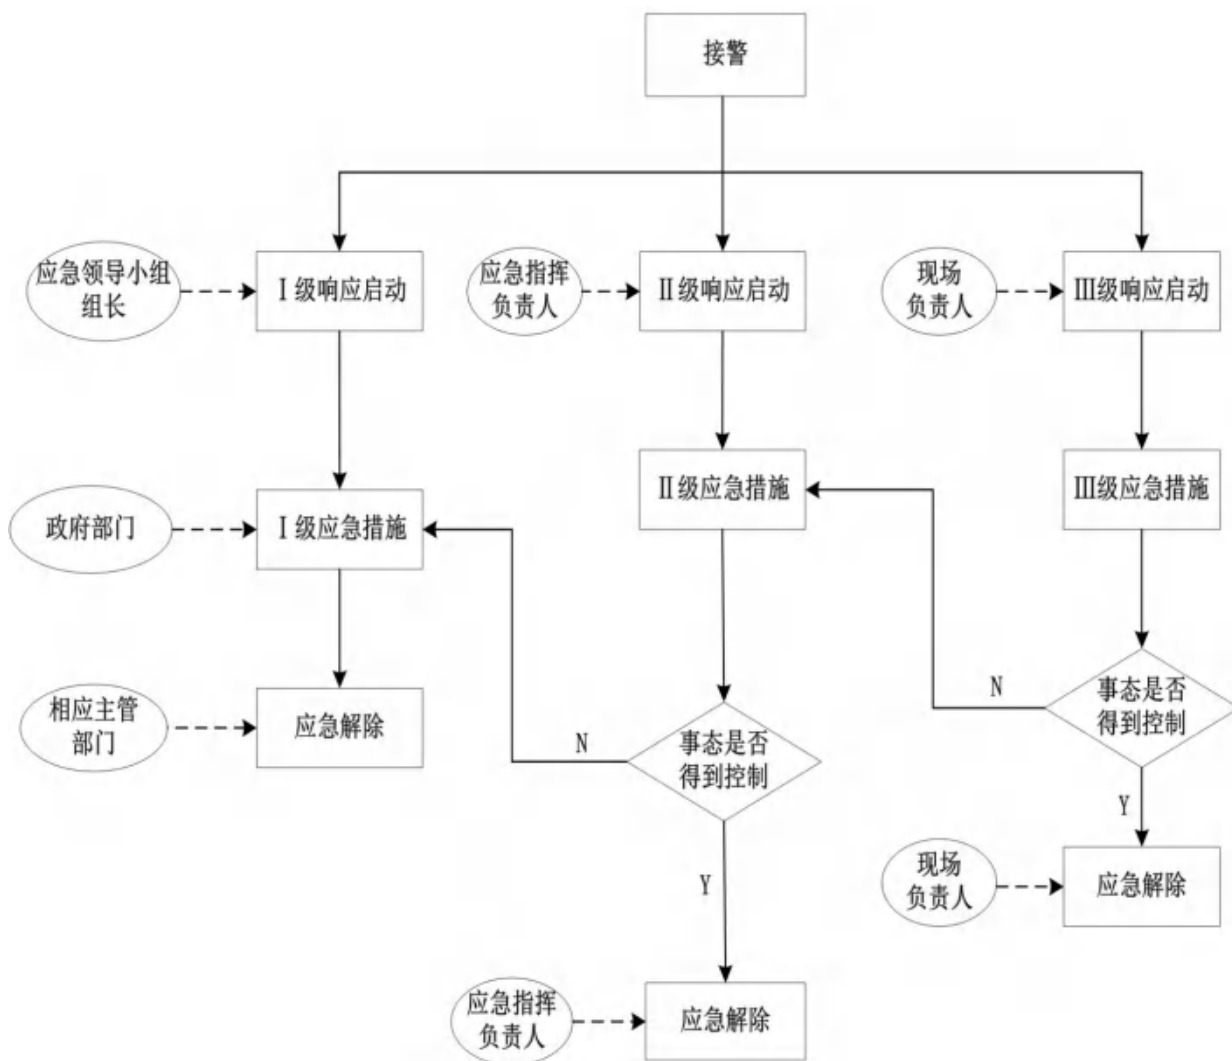 接警
应急领导小组
组长
Ⅰ级响应启动
应急指挥
负责人
Ⅱ级响应启动
现场
负责人
Ⅲ级响应启动
政府部门
Ⅰ级应急措施
Ⅱ级应急措施
Ⅲ级应急措施
相应主管
部门
应急解除
N
事态是否
得到控制
N
事态是否
得到控制
Y
Y
现场
负责人
应急解除
应急指挥
负责人
应急解除